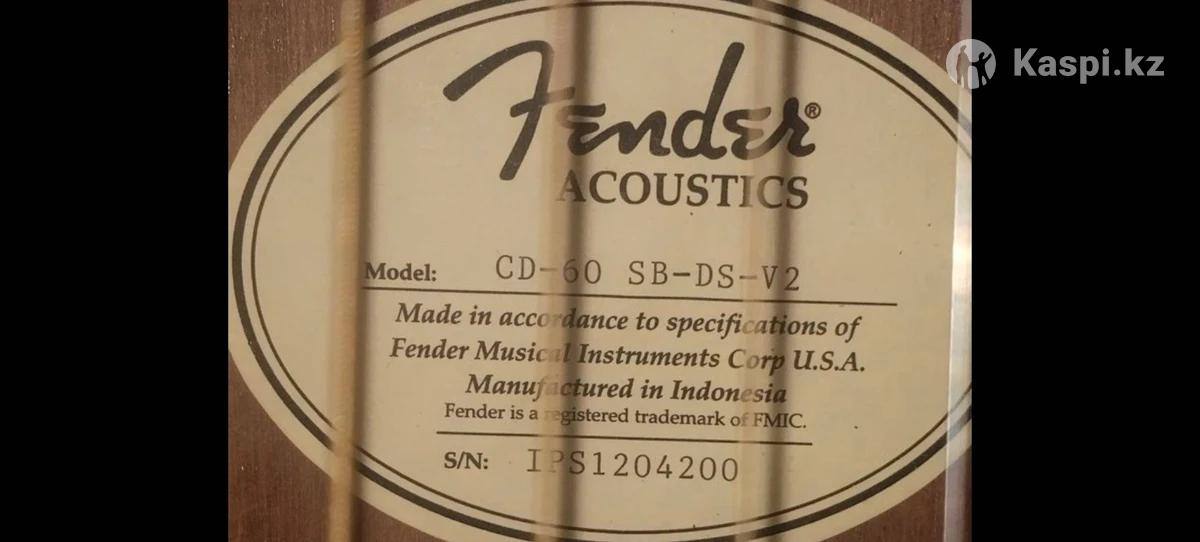 Kaspi.kz
Fender®
ACOUSTICS
Model: CD-60 SB-DS-V2
Made in accordance to specifications of
Fender Musical Instruments Corp U.S.A.
Manufactured in Indonesia
Fender is a registered trademark of FMIC.
S/N: IPS1204200